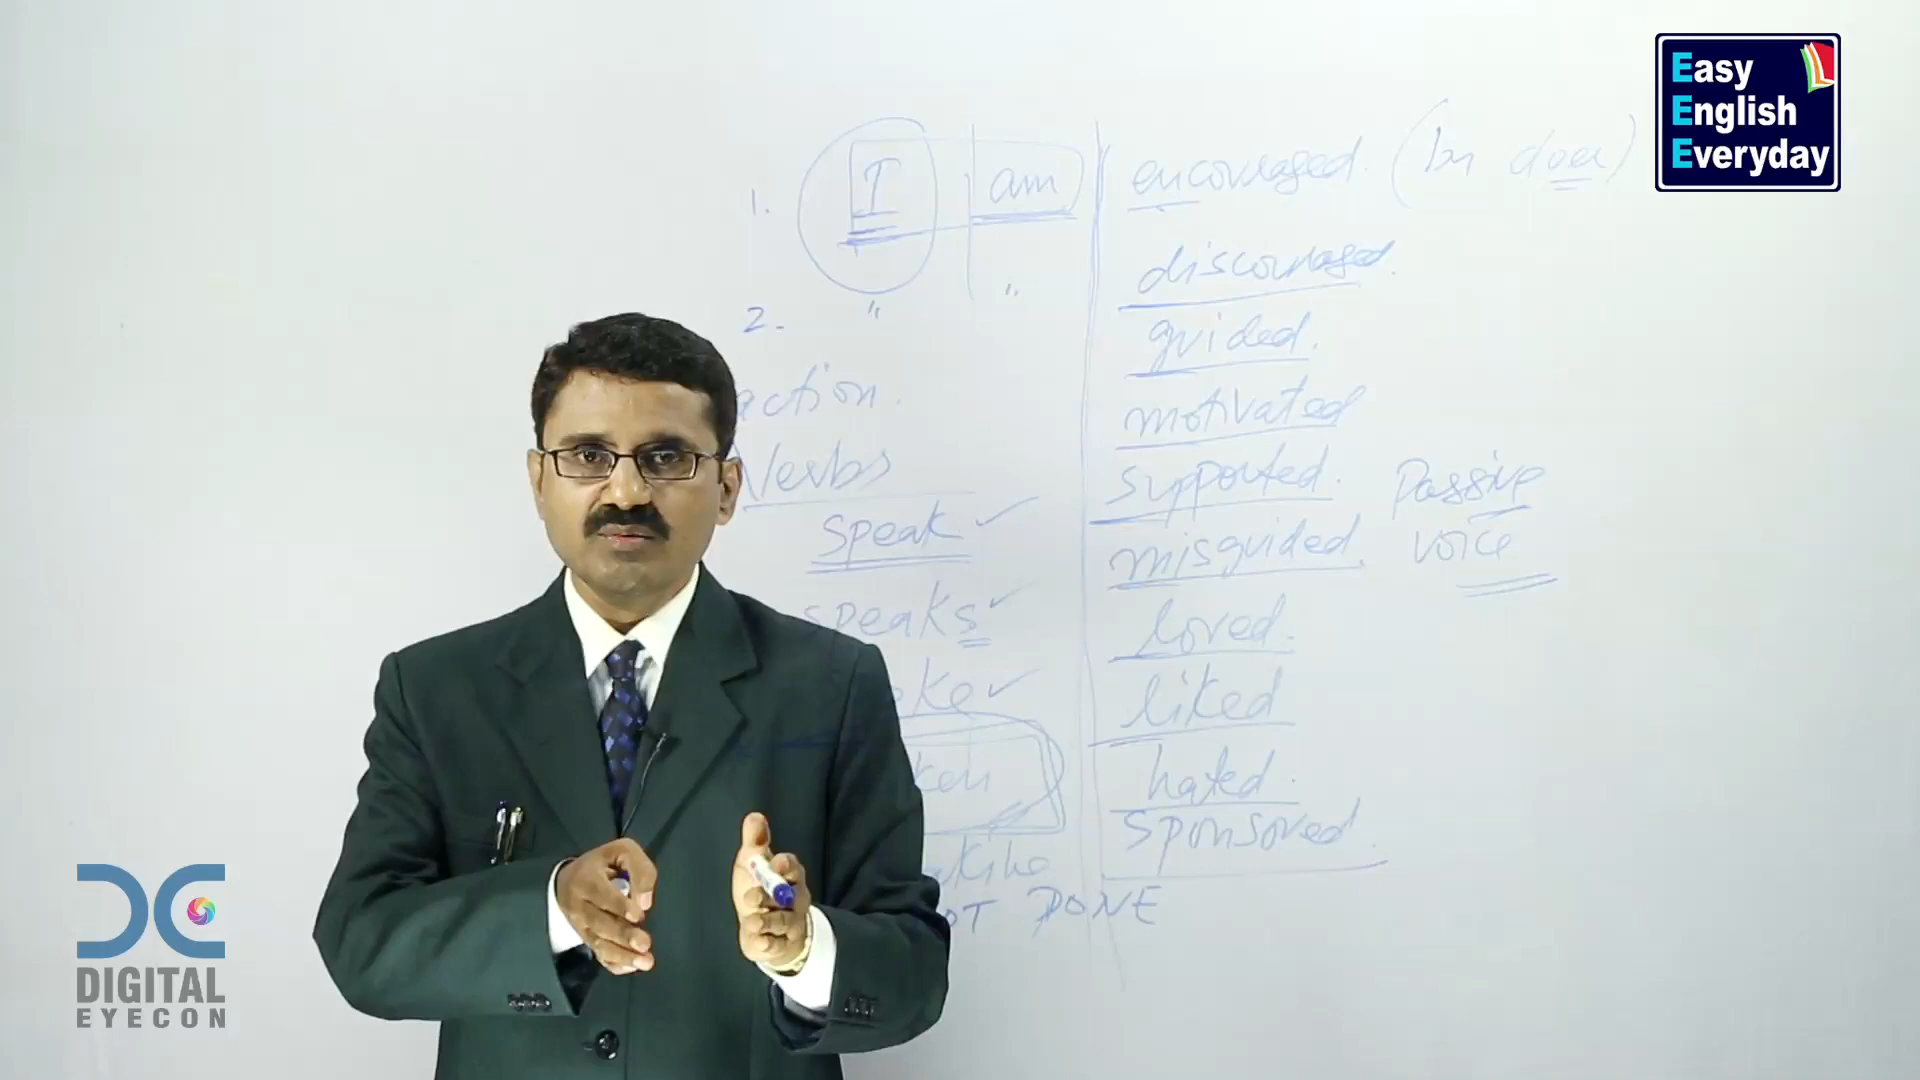 Easy
English
Everyday
1. I am encouraged. (by doer)
discouraged.
2. " " guided.
action. motivated
Verbs supported.
Passive
voice
speak ✓ misguided.
speaks ✓ loved.
liked
hated.
sponsored.
DONE
DIGITAL
EYECON